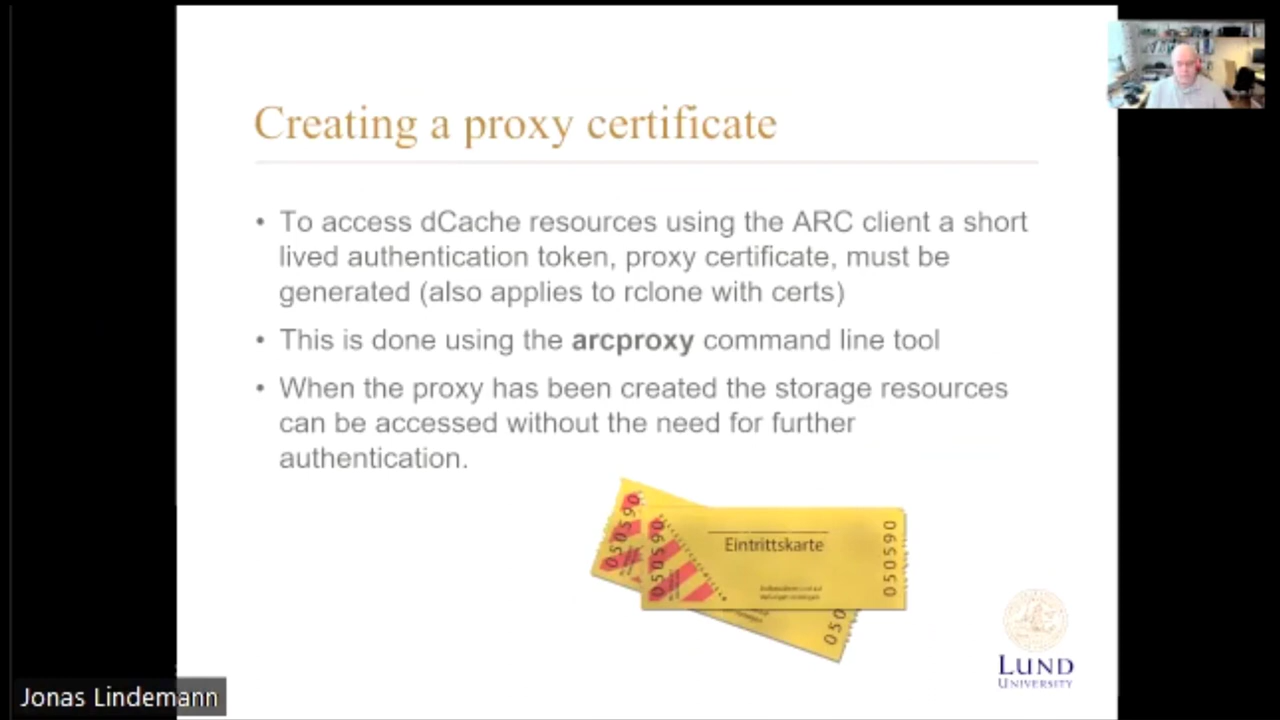 Creating a proxy certificate
• To access dCache resources using the ARC client a short
lived authentication token, proxy certificate, must be
generated (also applies to rclone with certs)
• This is done using the arcproxy command line tool
• When the proxy has been created the storage resources
can be accessed without the need for further
authentication.
050590
050590
Eintrittskarte
050590
050
LUND
UNIVERSITY
Jonas Lindemann